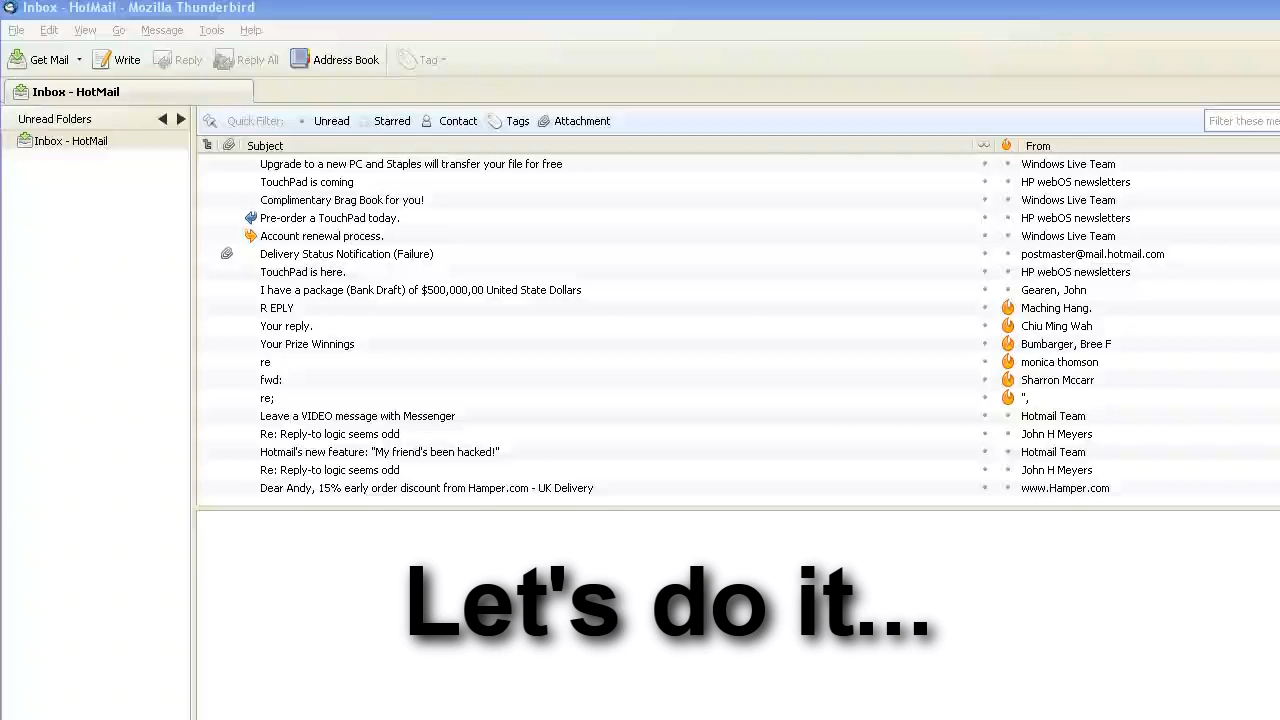 Inbox - HotMail - Mozilla Thunderbird
File Edit View Go Message Tools Help
Get Mail Write Reply Reply All Address Book Tag
Inbox - HotMail
Unread Folders
Inbox - HotMail
Quick Filter: Unread Starred Contact Tags Attachment Filter these me
Subject From
Upgrade to a new PC and Staples will transfer your file for free Windows Live Team
TouchPad is coming HP webOS newsletters
Complimentary Brag Book for you! Windows Live Team
Pre-order a TouchPad today. HP webOS newsletters
Account renewal process. Windows Live Team
Delivery Status Notification (Failure) postmaster@mail.hotmail.com
TouchPad is here. HP webOS newsletters
I have a package (Bank Draft) of $500,000,00 United State Dollars Gearen, John
R EPLY Maching Hang.
Your reply. Chiu Ming Wah
Your Prize Winnings Bumbarger, Bree F
re monica thomson
fwd: Sharron Mccarr
re; ",
Leave a VIDEO message with Messenger Hotmail Team
Re: Reply-to logic seems odd John H Meyers
Hotmail's new feature: "My friend's been hacked!" Hotmail Team
Re: Reply-to logic seems odd John H Meyers
Dear Andy, 15% early order discount from Hamper.com - UK Delivery www.Hamper.com
Let's do it...